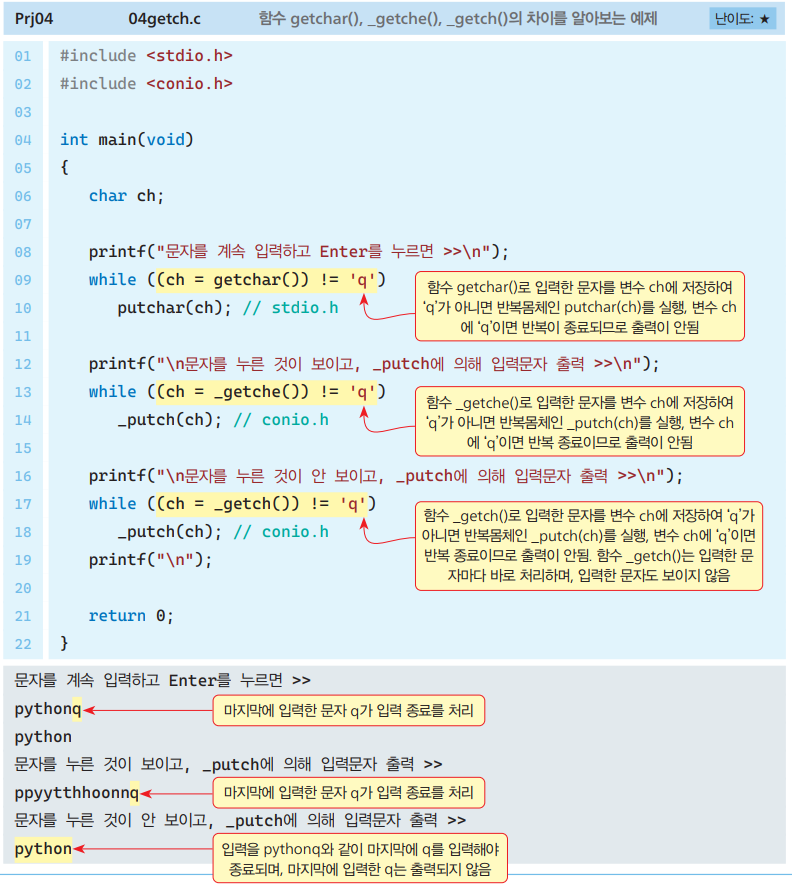 Prj04 04getch.c 함수 getchar(), _getche(), _getch()의 차이를 알아보는 예제 난이도: ★
01 #include <stdio.h>
02 #include <conio.h>
03
04 int main(void)
05 {
06 char ch;
07
08 printf("문자를 계속 입력하고 Enter를 누르면 >>\n");
09 while ((ch = getchar()) != 'q')
10 putchar(ch); // stdio.h
함수 getchar()로 입력한 문자를 변수 ch에 저장하여
‘q’가 아니면 반복몸체인 putchar(ch)를 실행, 변수 ch
에 ‘q’이면 반복이 종료되므로 출력이 안됨
11
12 printf("\n문자를 누른 것이 보이고, _putch에 의해 입력문자 출력 >>\n");
13 while ((ch = _getche()) != 'q')
14 _putch(ch); // conio.h
함수 _getche()로 입력한 문자를 변수 ch에 저장하여
‘q’가 아니면 반복몸체인 _putch(ch)를 실행, 변수 ch
에 ‘q’이면 반복 종료이므로 출력이 안됨
15
16 printf("\n문자를 누른 것이 안 보이고, _putch에 의해 입력문자 출력 >>\n");
17 while ((ch = _getch()) != 'q')
18 _putch(ch); // conio.h
19 printf("\n");
함수 _getch()로 입력한 문자를 변수 ch에 저장하여 ‘q’가
아니면 반복몸체인 _putch(ch)를 실행, 변수 ch에 ‘q’이면
반복 종료이므로 출력이 안됨. 함수 _getch()는 입력한 문
자마다 바로 처리하며, 입력한 문자도 보이지 않음
20
21 return 0;
22 }
문자를 계속 입력하고 Enter를 누르면 >>
pythonq 마지막에 입력한 문자 q가 입력 종료를 처리
python
문자를 누른 것이 보이고, _putch에 의해 입력문자 출력 >>
ppyytthhoonnq 마지막에 입력한 문자 q가 입력 종료를 처리
문자를 누른 것이 안 보이고, _putch에 의해 입력문자 출력 >>
python 입력을 pythonq와 같이 마지막에 q를 입력해야
종료되며, 마지막에 입력한 q는 출력되지 않음